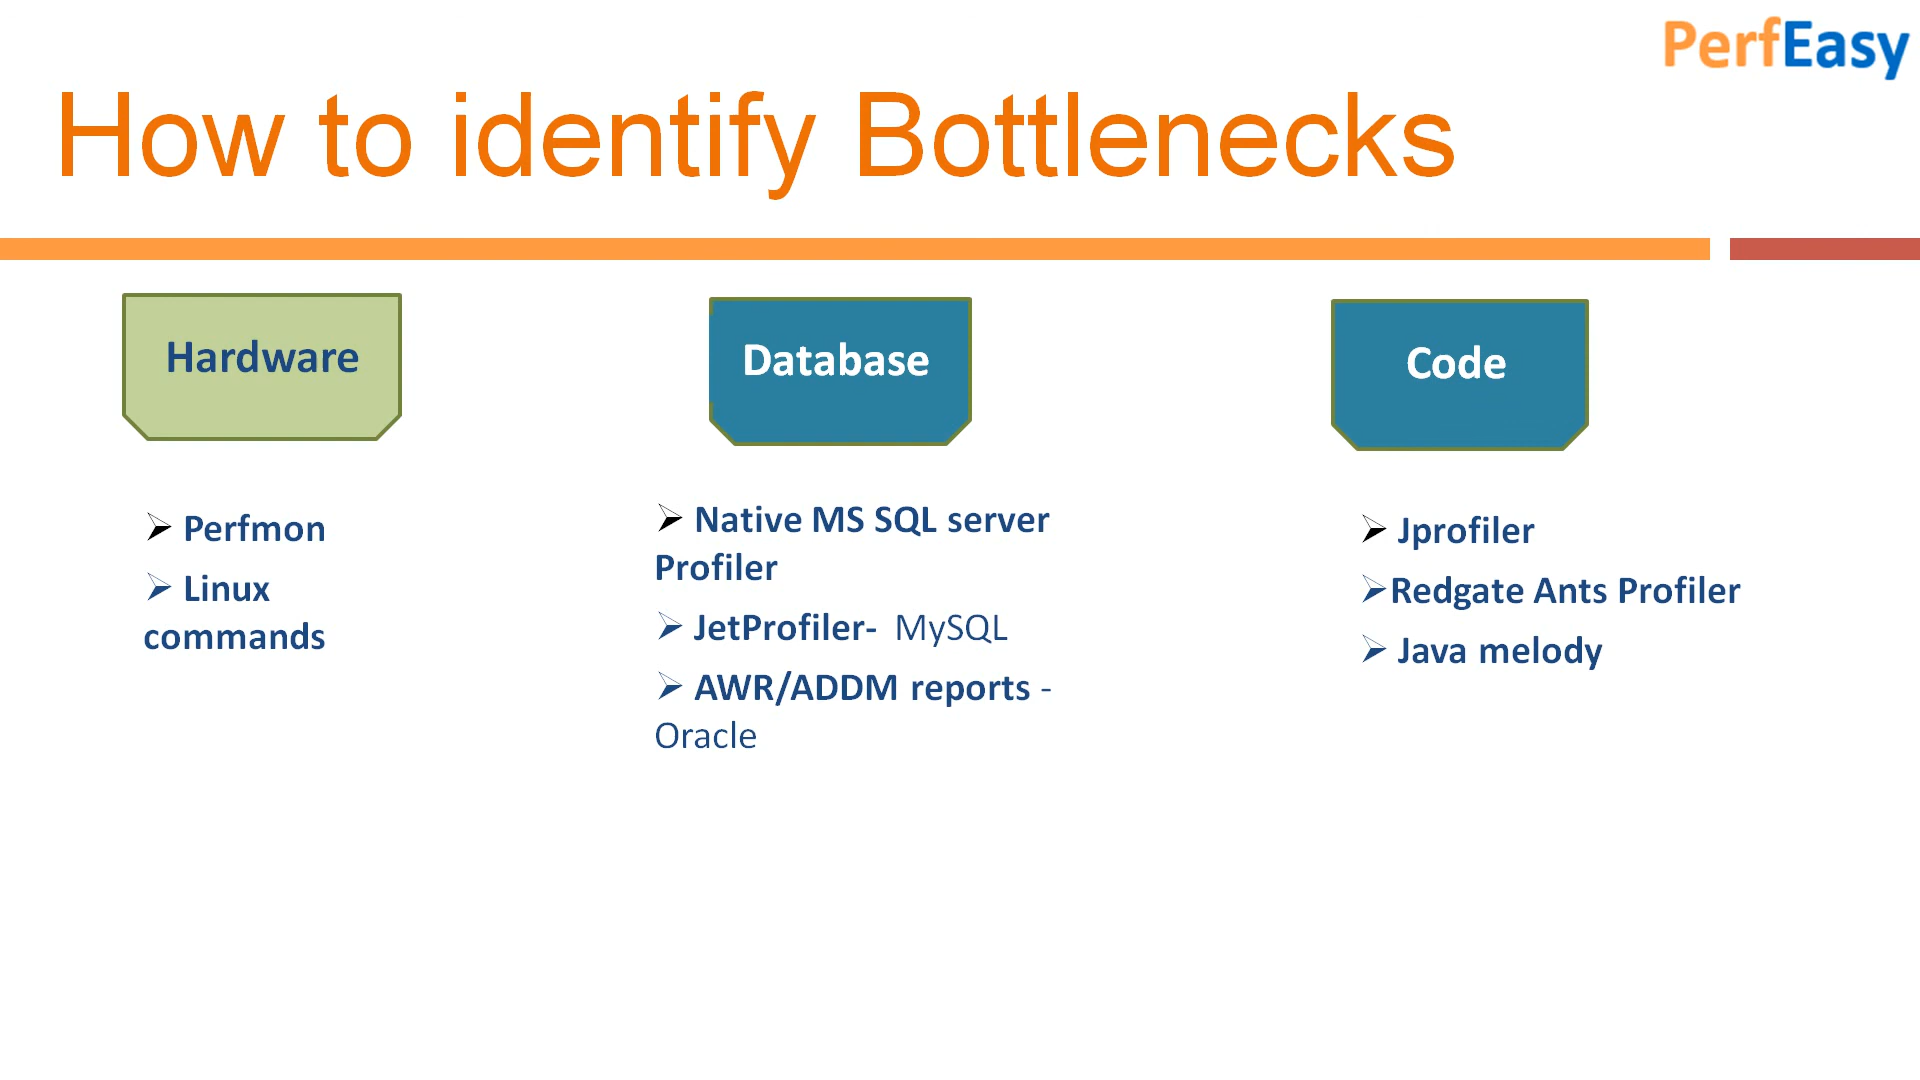 PerfEasy
How to identify Bottlenecks
Hardware
Database
Code
➢ Perfmon
➢ Linux
commands
➢ Native MS SQL server
Profiler
➢ JetProfiler- MySQL
➢ AWR/ADDM reports -
Oracle
➢ Jprofiler
➢Redgate Ants Profiler
➢ Java melody